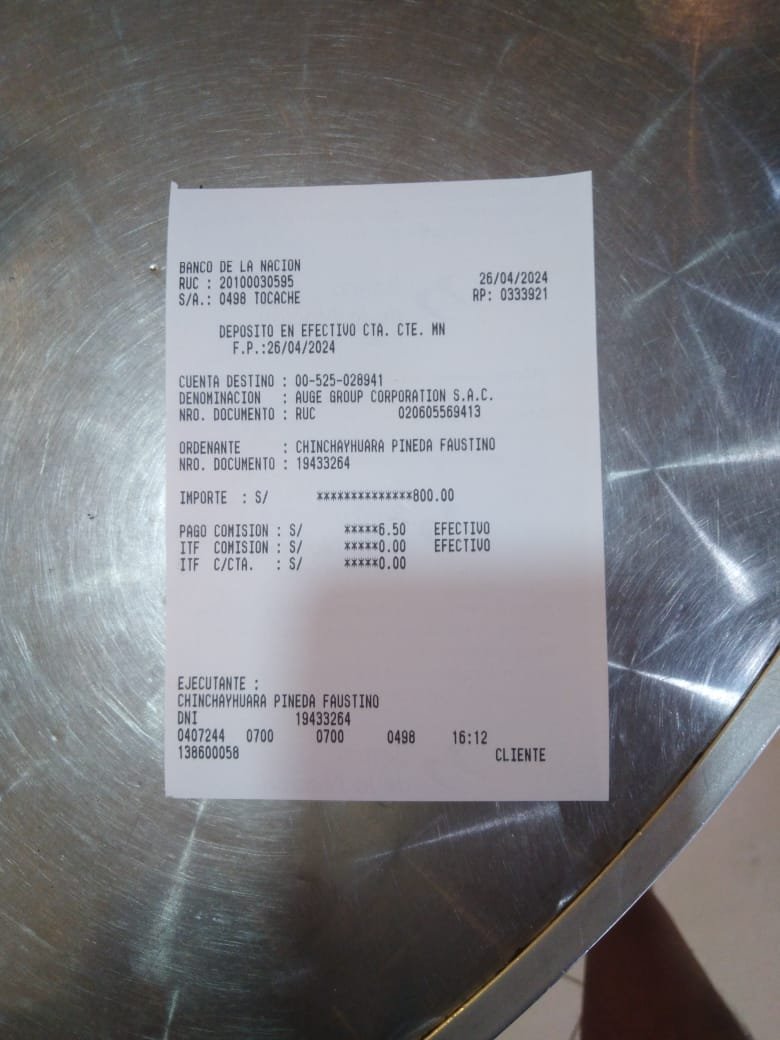 BANCO DE LA NACION
RUC : 20100030595 26/04/2024
S/A.: 0498 TOCACHE RP: 0333921
DEPOSITO EN EFECTIVO CTA. CTE. MN
F.P.:26/04/2024
CUENTA DESTINO : 00-525-028941
DENOMINACION : AUGE GROUP CORPORATION S.A.C.
NRO. DOCUMENTO : RUC 020605569413
ORDENANTE : CHINCHAYHUARA PINEDA FAUSTINO
NRO. DOCUMENTO : 19433264
IMPORTE : S/ **************800.00
PAGO COMISION : S/ *****6.50 EFECTIVO
ITF COMISION : S/ *****0.00 EFECTIVO
ITF C/CTA. : S/ *****0.00
EJECUTANTE :
CHINCHAYHUARA PINEDA FAUSTINO
DNI 19433264
0407244 0700 0700 0498 16:12
138600058 CLIENTE